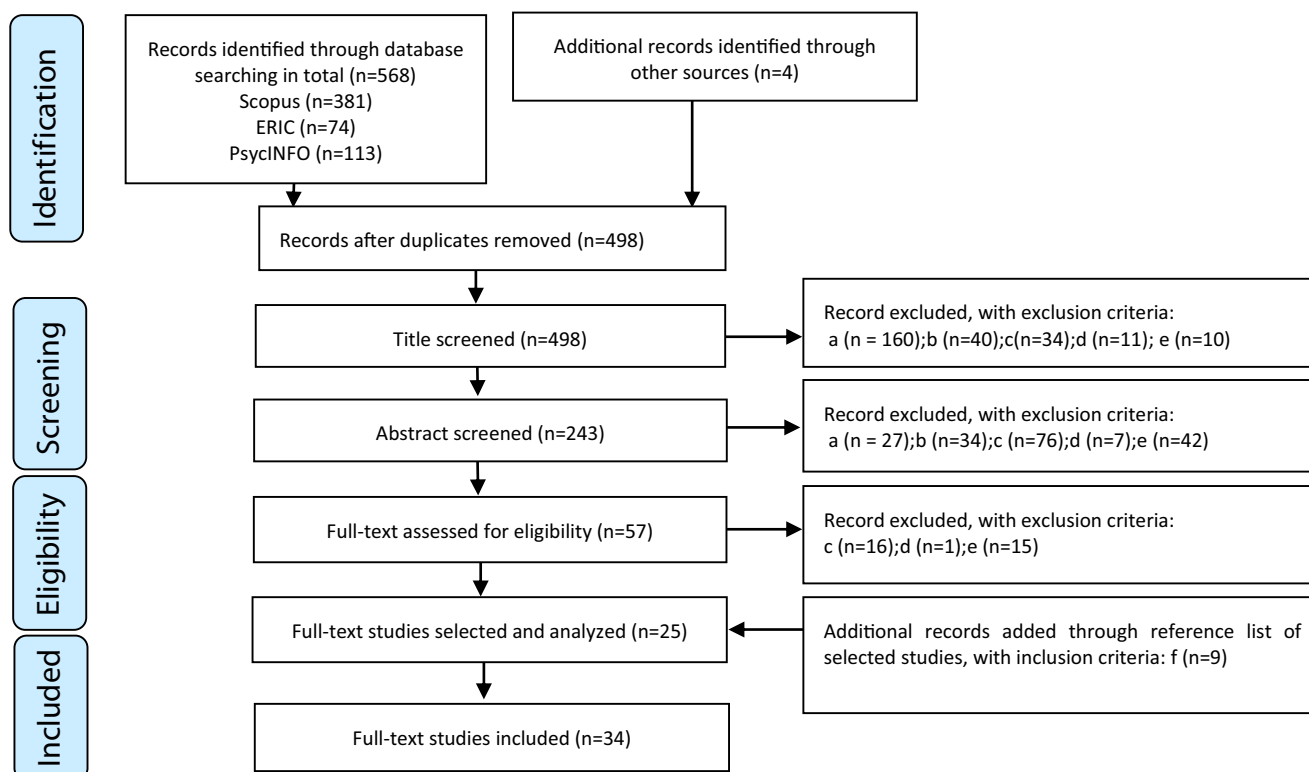 Identification
Records identified through database
searching in total (n=568)
Scopus (n=381)
ERIC (n=74)
PsycINFO (n=113)
Additional records identified through
other sources (n=4)
Records after duplicates removed (n=498)
Screening
Title screened (n=498)
Record excluded, with exclusion criteria:
a (n = 160);b (n=40);c(n=34);d (n=11); e (n=10)
Abstract screened (n=243)
Record excluded, with exclusion criteria:
a (n = 27);b (n=34);c (n=76);d (n=7);e (n=42)
Eligibility
Full-text assessed for eligibility (n=57)
Record excluded, with exclusion criteria:
c (n=16);d (n=1);e (n=15)
Full-text studies selected and analyzed (n=25)
Additional records added through reference list of
selected studies, with inclusion criteria: f (n=9)
Included
Full-text studies included (n=34)